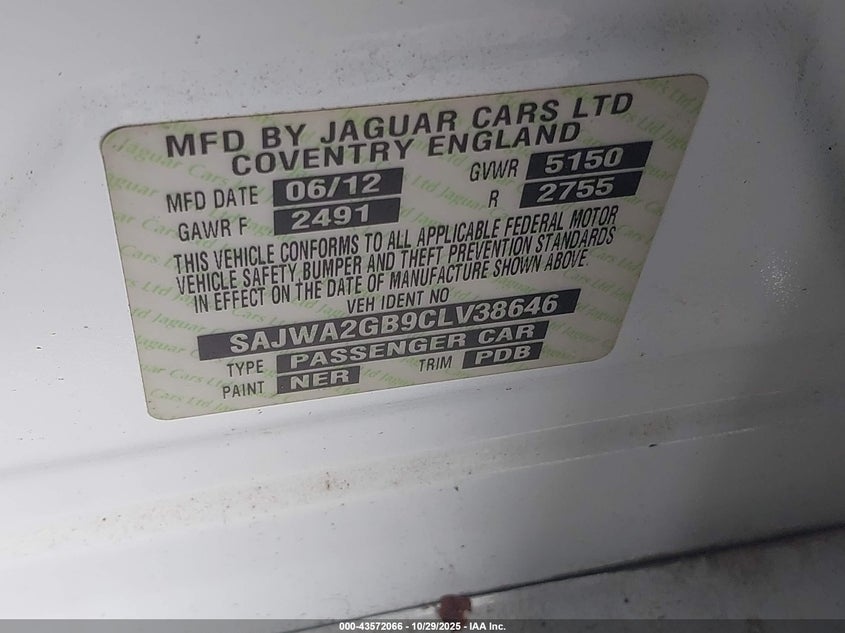 MFD BY JAGUAR CARS LTD
COVENTRY ENGLAND
MFD DATE 06/12 GVWR 5150
GAWR F 2491 R 2755
THIS VEHICLE CONFORMS TO ALL APPLICABLE FEDERAL MOTOR
VEHICLE SAFETY, BUMPER AND THEFT PREVENTION STANDARDS
IN EFFECT ON THE DATE OF MANUFACTURE SHOWN ABOVE
VEH IDENT NO
SAJWA2GB9CLV38646
TYPE PASSENGER CAR TRIM PDB
PAINT NER
000-43572066 - 10/29/2025 - IAA Inc.